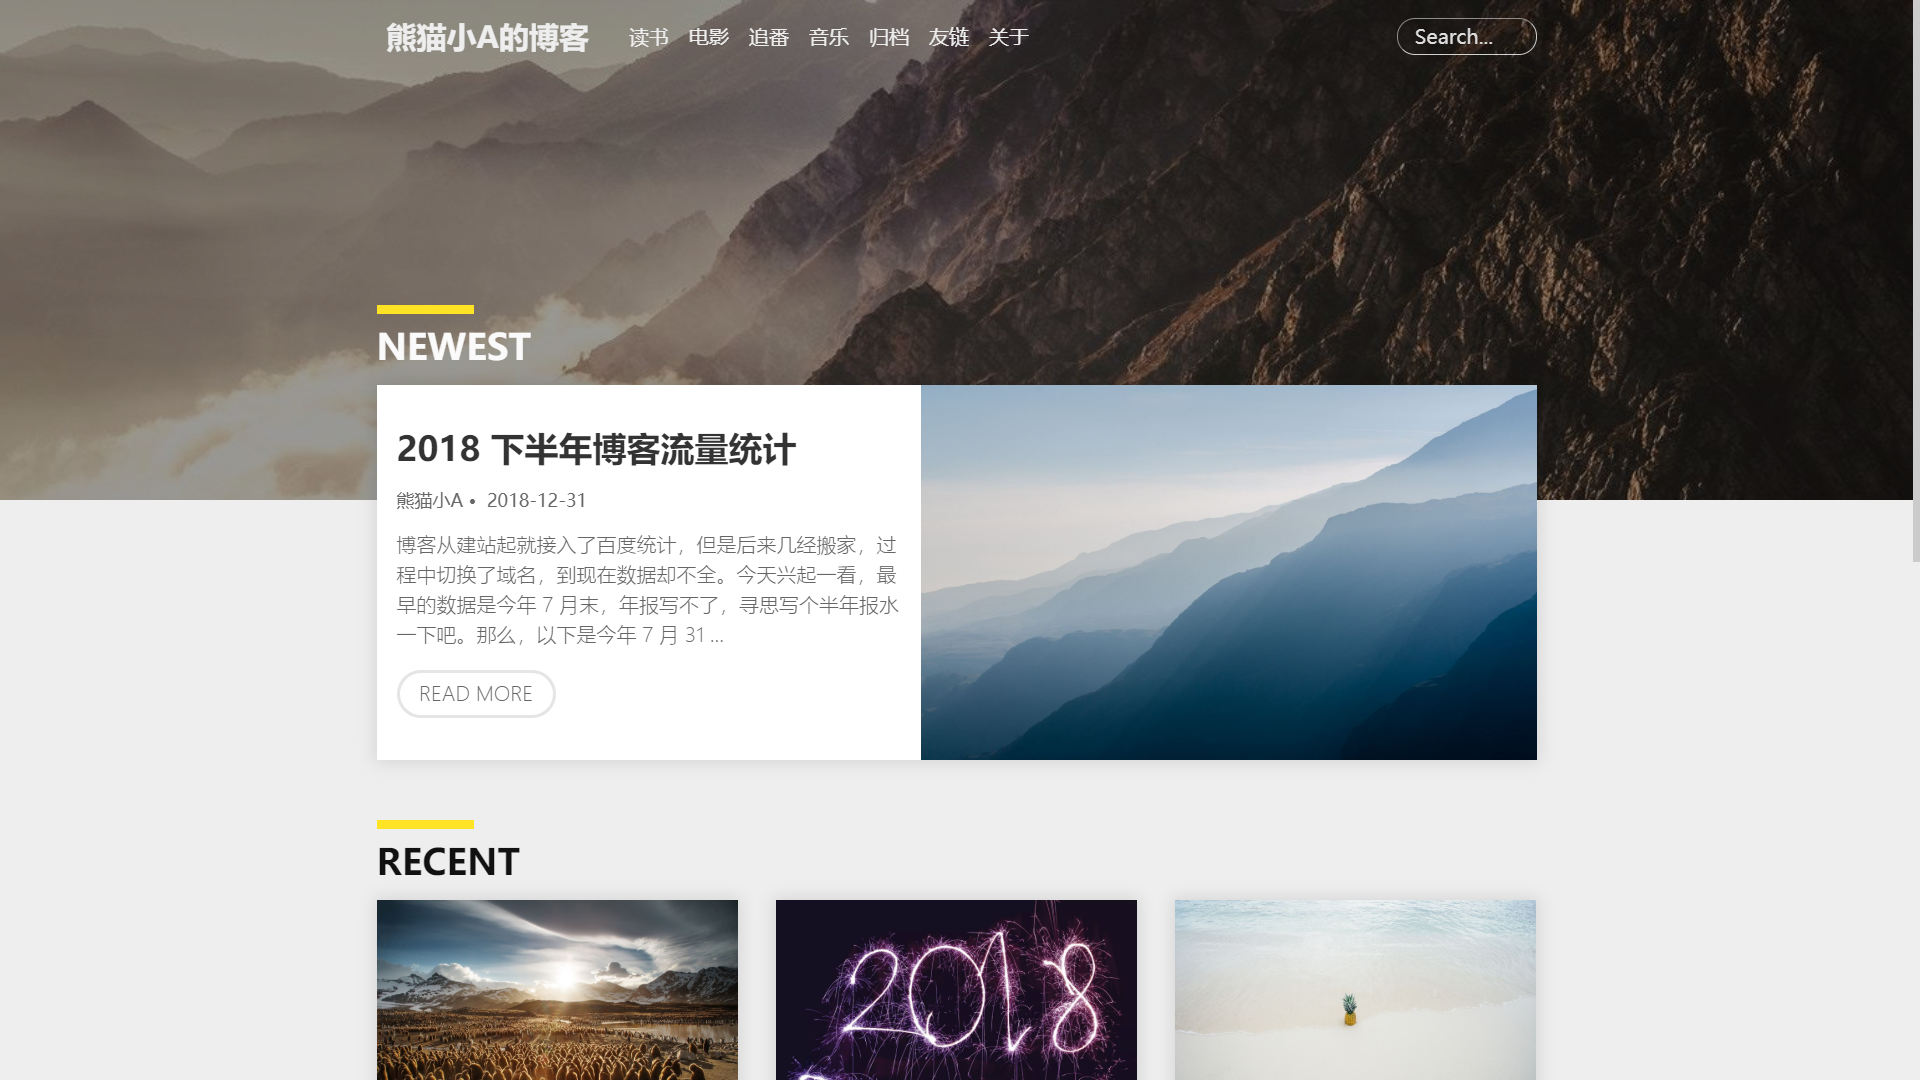 熊猫小A的博客 读书 电影 追番 音乐 归档 友链 关于 Search...
NEWEST
2018 下半年博客流量统计
熊猫小A • 2018-12-31
博客从建站起就接入了百度统计，但是后来几经搬家，过
程中切换了域名，到现在数据却不全。今天兴起一看，最
早的数据是今年 7 月末，年报写不了，寻思写个半年报水
一下吧。那么，以下是今年 7 月 31 ...
READ MORE
RECENT
2018